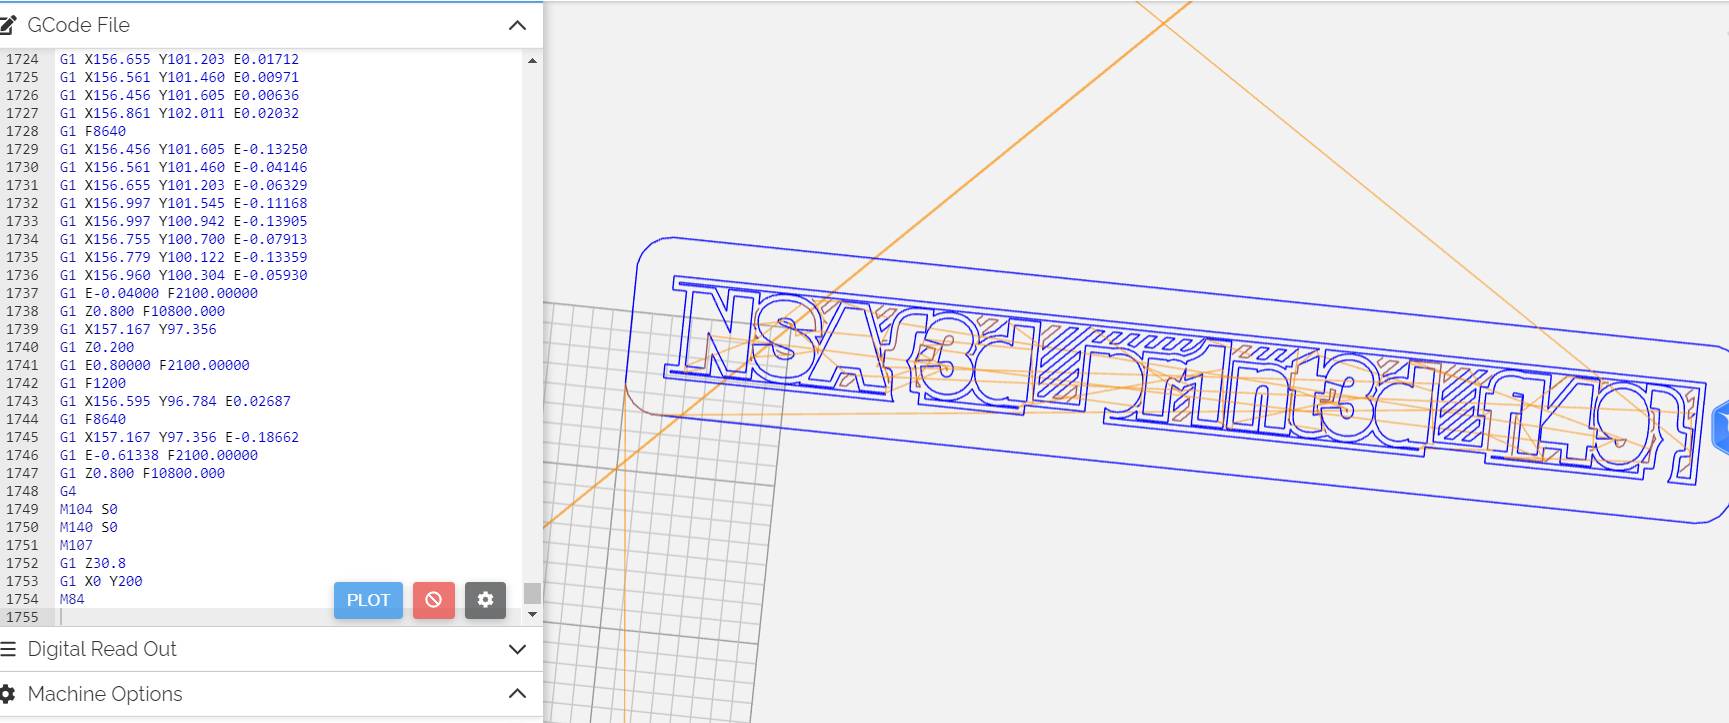 GCode File
1724 G1 X156.655 Y101.203 E0.01712
1725 G1 X156.561 Y101.460 E0.00971
1726 G1 X156.456 Y101.605 E0.00636
1727 G1 X156.861 Y102.011 E0.02032
1728 G1 F8640
1729 G1 X156.456 Y101.605 E-0.13250
1730 G1 X156.561 Y101.460 E-0.04146
1731 G1 X156.655 Y101.203 E-0.06329
1732 G1 X156.997 Y101.545 E-0.11168
1733 G1 X156.997 Y100.942 E-0.13905
1734 G1 X156.755 Y100.700 E-0.07913
1735 G1 X156.779 Y100.122 E-0.13359
1736 G1 X156.960 Y100.304 E-0.05930
1737 G1 E-0.04000 F2100.00000
1738 G1 Z0.800 F10800.000
1739 G1 X157.167 Y97.356
1740 G1 Z0.200
1741 G1 E0.80000 F2100.00000
1742 G1 F1200
1743 G1 X156.595 Y96.784 E0.02687
1744 G1 F8640
1745 G1 X157.167 Y97.356 E-0.18662
1746 G1 E-0.61338 F2100.00000
1747 G1 Z0.800 F10800.000
1748 G4
1749 M104 S0
1750 M140 S0
1751 M107
1752 G1 Z30.8
1753 G1 X0 Y200
1754 M84
1755
PLOT
Digital Read Out
Machine Options
NSA{3d_prin3d_f149}